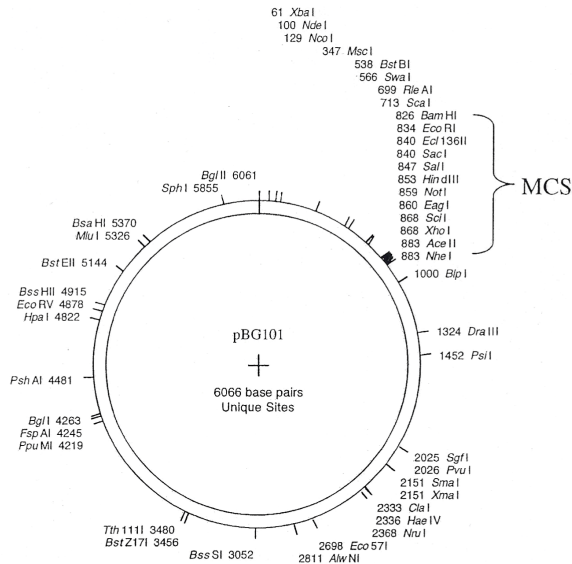 61 XbaI
100 NdeI
129 NcoI
347 MscI
538 BstBI
566 SwaI
699 RleAI
713 ScaI
826 BamHI
834 EcoRI
840 Ecl136II
840 SacI
847 SalI
853 HindIII
859 NotI
860 EagI
868 SciI
868 XhoI
883 AceII
883 NheI
MCS
1000 BlpI
1324 DraIII
1452 PsiI
2025 SgfI
2026 PvuI
2151 SmaI
2151 XmaI
2333 ClaI
2336 HaeIV
2368 NruI
2698 Eco57I
2811 AlwNI
BssSI 3052
Tth111I 3480
BstZ17I 3456
BglI 4263
FspAI 4245
PpuMI 4219
PshAI 4481
BssHII 4915
EcoRV 4878
HpaI 4822
BstEII 5144
BsaHI 5370
MluI 5326
BglII 6061
SphI 5855
pBG101
6066 base pairs
Unique Sites